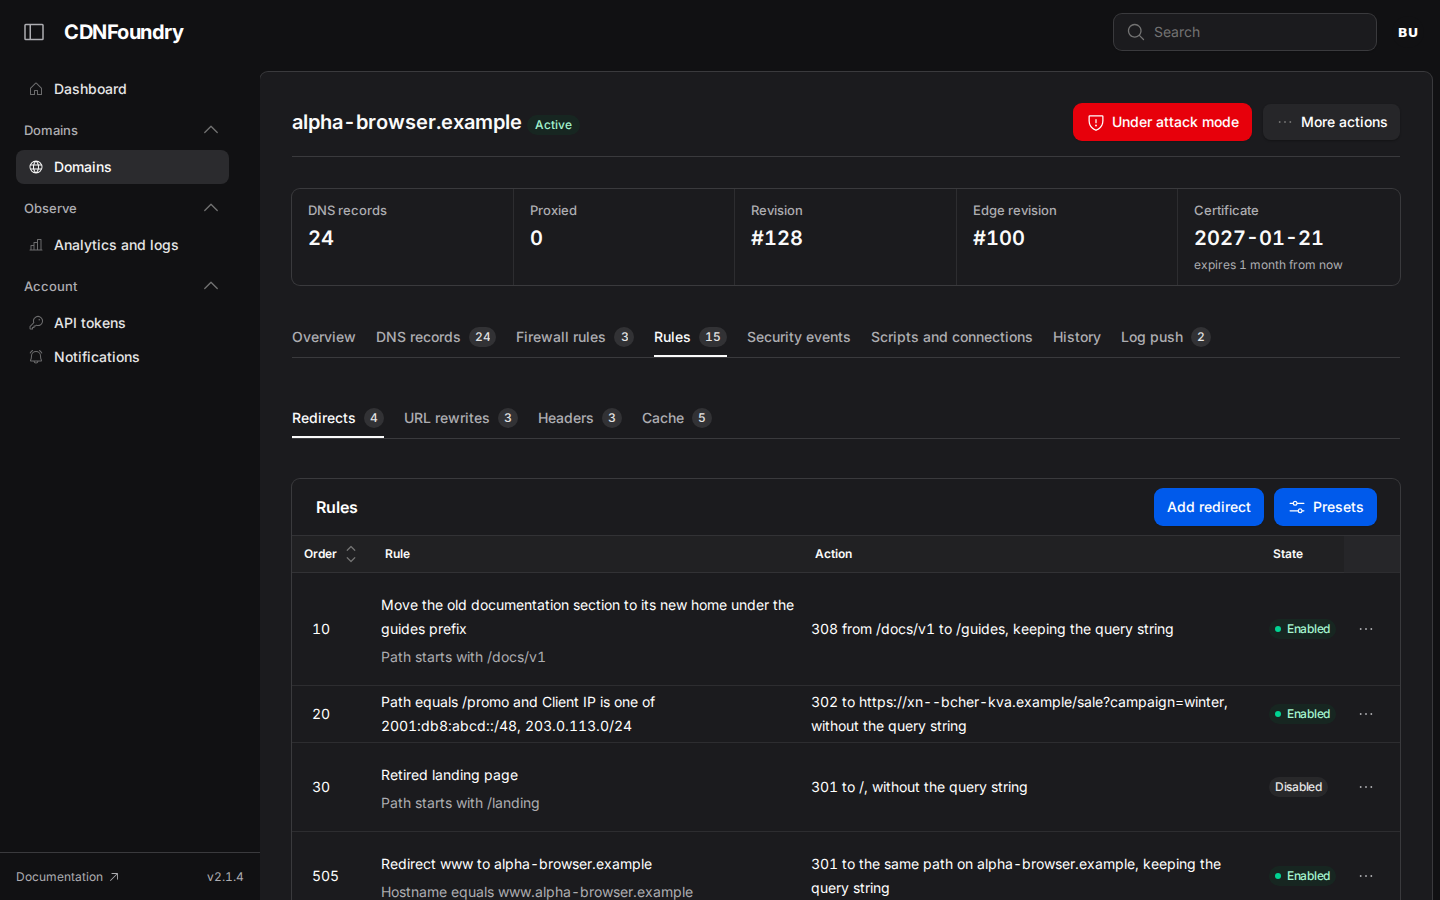 CDNFoundry
Search
BU
Dashboard
Domains
Domains
Observe
Analytics and logs
Account
API tokens
Notifications
Documentation
v2.1.4
alpha-browser.example
Active
Under attack mode
··· More actions
DNS records
24
Proxied
0
Revision
#128
Edge revision
#100
Certificate
2027-01-21
expires 1 month from now
Overview
DNS records 24
Firewall rules 3
Rules 15
Security events
Scripts and connections
History
Log push 2
Redirects 4
URL rewrites 3
Headers 3
Cache 5
Rules
Add redirect
Presets
Order
Rule
Action
State
10
Move the old documentation section to its new home under the
guides prefix
Path starts with /docs/v1
308 from /docs/v1 to /guides, keeping the query string
Enabled
···
20
Path equals /promo and Client IP is one of
2001:db8:abcd::/48, 203.0.113.0/24
302 to https://xn--bcher-kva.example/sale?campaign=winter,
without the query string
Enabled
···
30
Retired landing page
Path starts with /landing
301 to /, without the query string
Disabled
···
505
Redirect www to alpha-browser.example
Hostname equals www.alpha-browser.example
301 to the same path on alpha-browser.example, keeping the
query string
Enabled
···